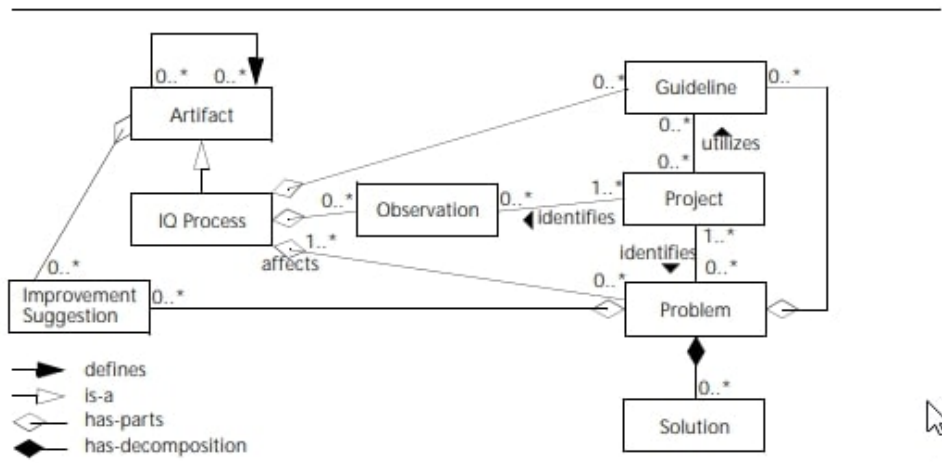 0..* 0..*
Artifact
0..* Guideline 0..*
0..*
utilizes
0..*
IQ Process
0..* Observation 0..*
1..* Project
identifies
1..*
affects
identifies
1..*
0..*
0..*
Improvement
Suggestion
0..*
0..*
Problem
defines
is-a
has-parts
has-decomposition
0..*
Solution